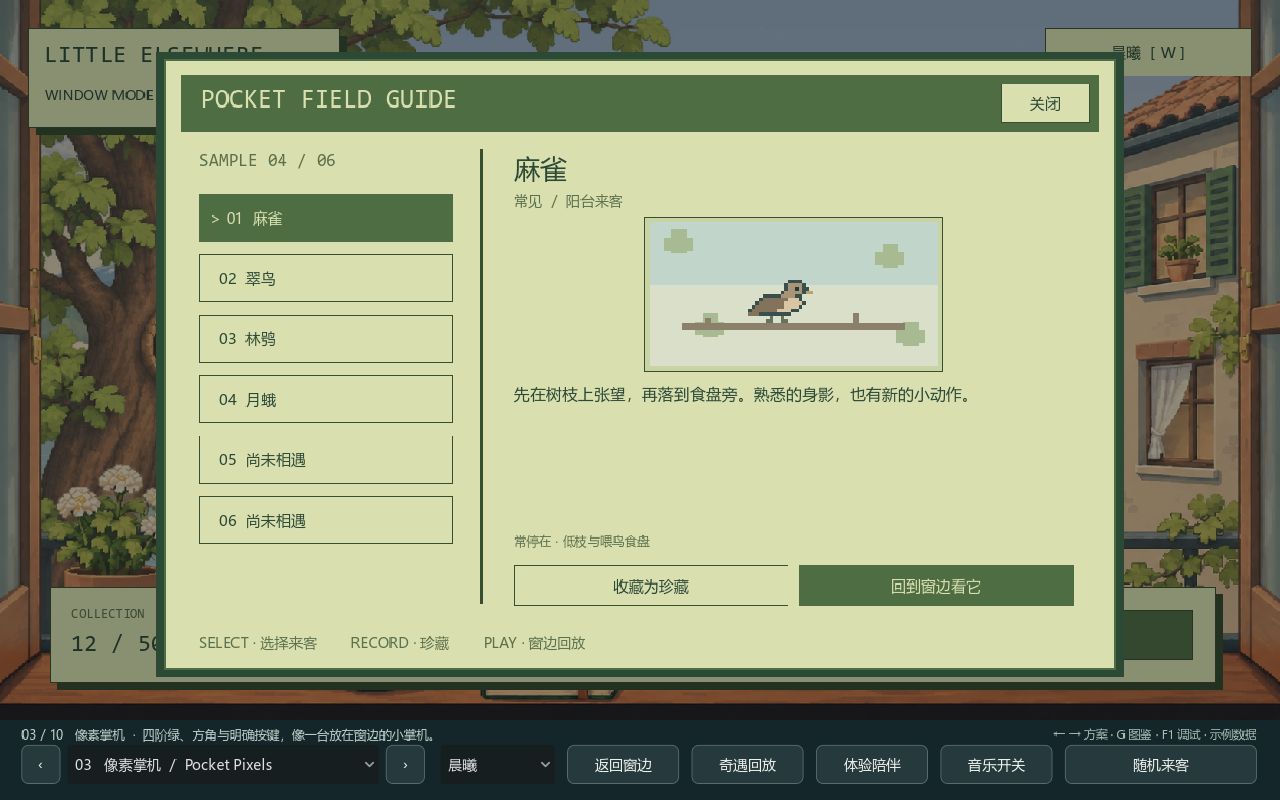 LITTLE ELSEWHERE
WINDOW MODE
晨曦 [ W ]
POCKET FIELD GUIDE
关闭
SAMPLE 04 / 06
> 01 麻雀
02 翠鸟
03 林鸮
04 月蛾
05 尚未相遇
06 尚未相遇
麻雀
常见 / 阳台来客
先在树枝上张望，再落到食盘旁。熟悉的身影，也有新的小动作。
常停在 · 低枝与喂鸟食盘
收藏为珍藏
回到窗边看它
SELECT · 选择来客 RECORD · 珍藏 PLAY · 窗边回放
COLLECTION
12 / 50
03 / 10 像素掌机 · 四阶绿、方角与明确按键，像一台放在窗边的小掌机。
← → 方案 · G 图鉴 · F1 调试 · 示例数据
‹
03 像素掌机 / Pocket Pixels
›
晨曦
返回窗边
奇遇回放
体验陪伴
音乐开关
随机来客